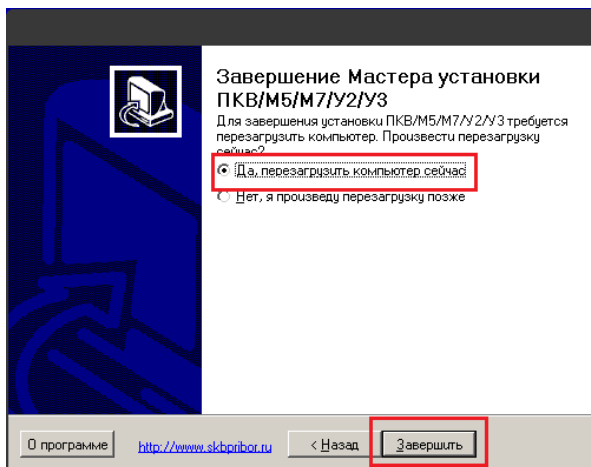 Завершение Мастера установки
ПКВ/М5/М7/У2/У3
Для завершения установки ПКВ/М5/М7/У2/У3 требуется
перезагрузить компьютер. Произвести перезагрузку
сейчас?
Да, перезагрузить компьютер сейчас
Нет, я произведу перезагрузку позже
О программе
http://www.skbpribor.ru
< Назад
Завершить